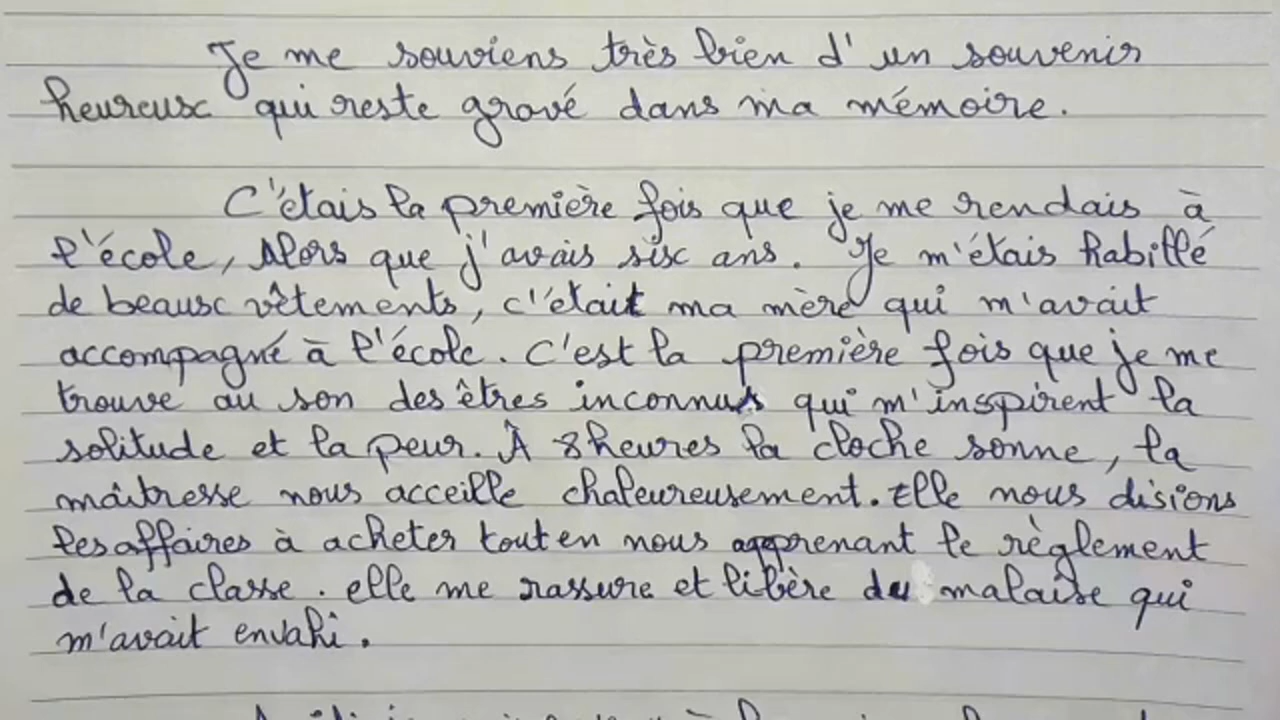 Je me souviens très bien d'un souvenir
heureux qui reste gravé dans ma mémoire.
C'étais la première fois que je me rendais à
l'école, Alors que j'avais six ans. Je m'étais habillé
de beaux vêtements, c'était ma mère qui m'avait
accompagné à l'école. C'est la première fois que je me
trouve au son des êtres inconnus qui m'inspirent la
solitude et la peur. À 8 heures la cloche sonne, la
maîtresse nous acceille chaleureusement. Elle nous disions
les affaires à acheter tout en nous apprenant le règlement
de la classe. elle me rassure et libère du malaise qui
m'avait envahi.